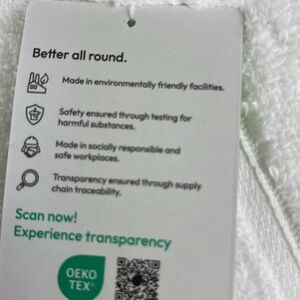 Better all round.
Made in environmentally friendly facilities.
Safety ensured through testing for
harmful substances.
Made in socially responsible and
safe workplaces.
Transparency ensured through supply
chain traceability.
Scan now!
Experience transparency
OEKO
TEX®